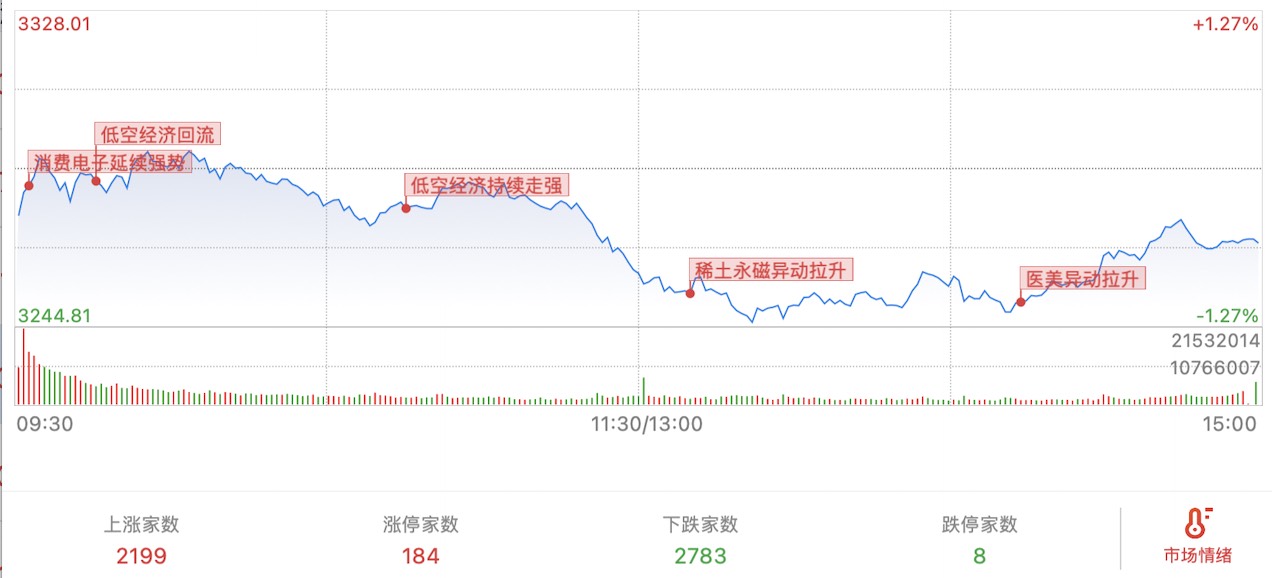 3328.01 +1.27%
低空经济回流
消费电子延续强势
低空经济持续走强
稀土永磁异动拉升
医美异动拉升
3244.81 -1.27%
21532014
10766007
09:30 11:30/13:00 15:00
上涨家数 涨停家数 下跌家数 跌停家数
2199 184 2783 8 市场情绪